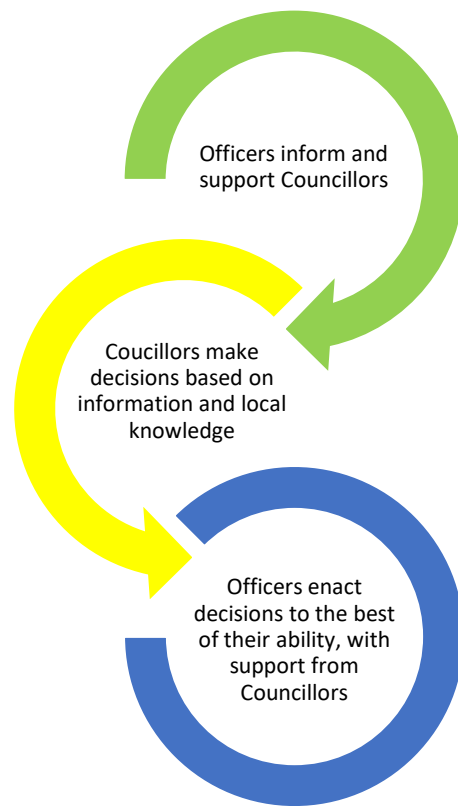 Officers inform and
support Councillors
Coucillors make
decisions based on
information and local
knowledge
Officers enact
decisions to the best
of their ability, with
support from
Councillors